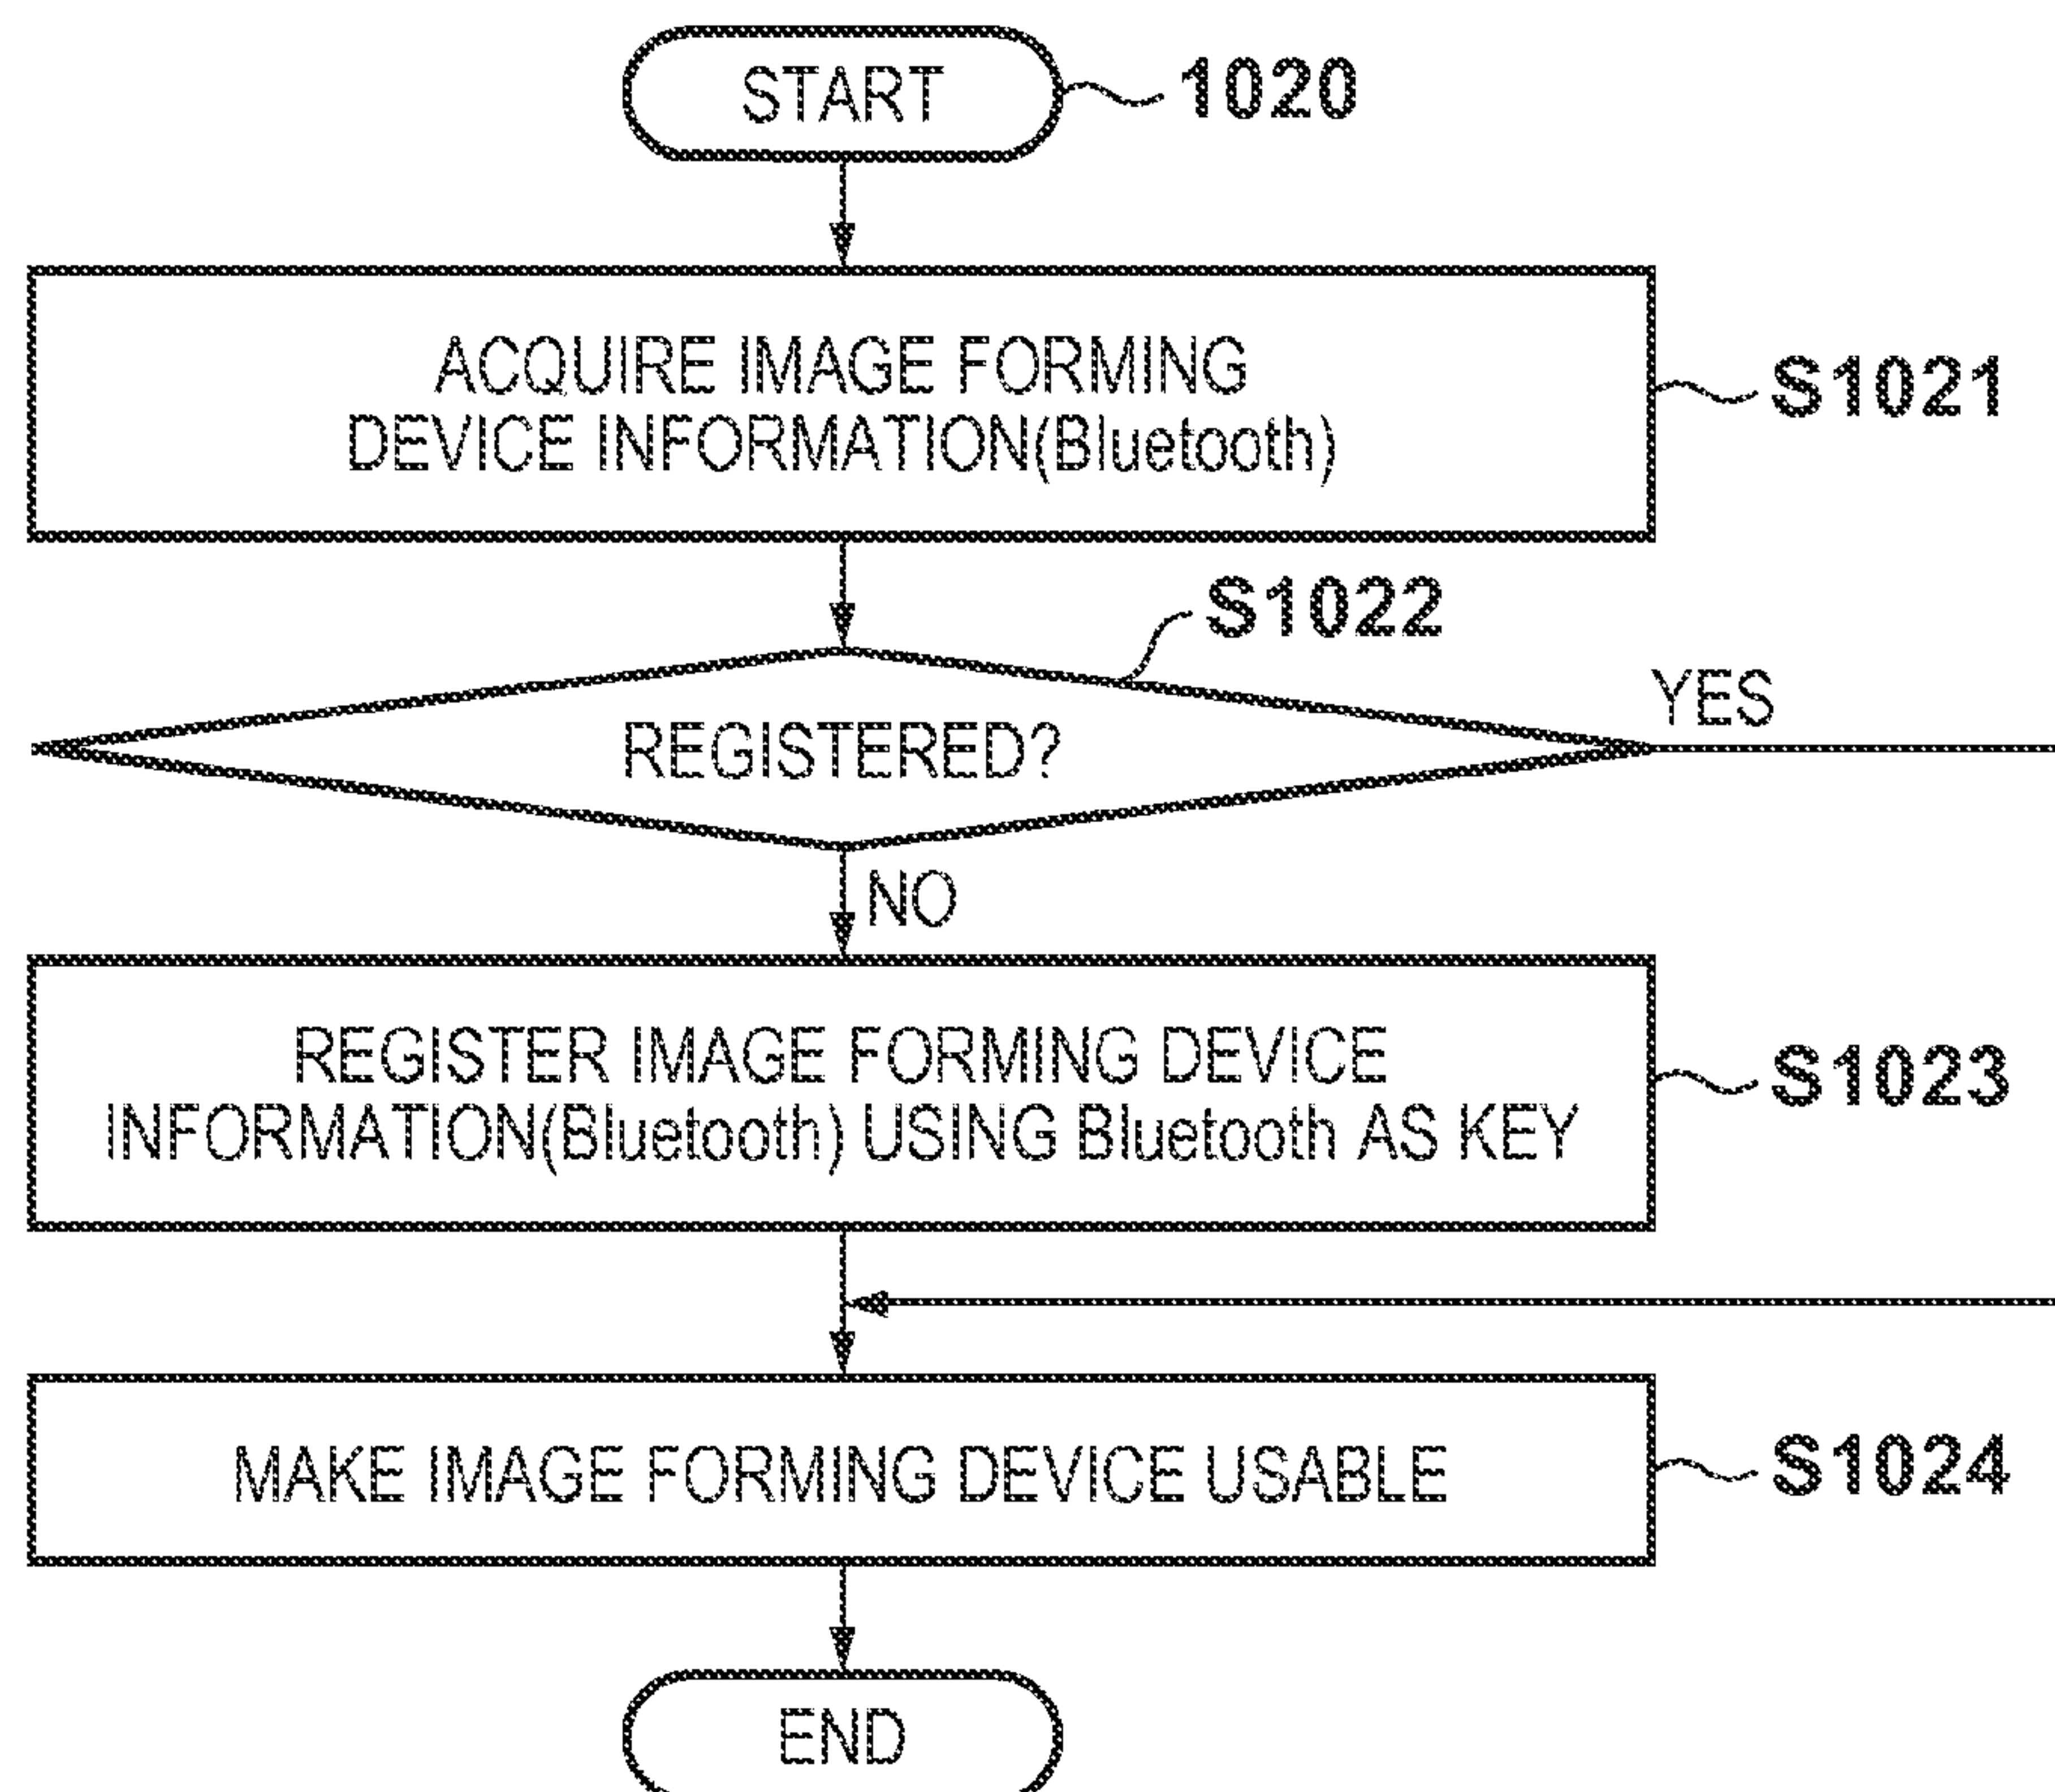 START
1020
ACQUIRE IMAGE FORMING
DEVICE INFORMATION(Bluetooth)
S1021
S1022
REGISTERED?
YES
NO
REGISTER IMAGE FORMING DEVICE
INFORMATION(Bluetooth) USING Bluetooth AS KEY
S1023
MAKE IMAGE FORMING DEVICE USABLE
S1024
END